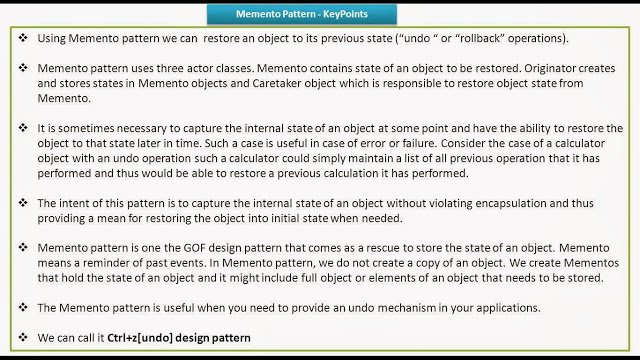 Memento Pattern - KeyPoints
❖ Using Memento pattern we can restore an object to its previous state (“undo “ or “rollback” operations).
❖ Memento pattern uses three actor classes. Memento contains state of an object to be restored. Originator creates
and stores states in Memento objects and Caretaker object which is responsible to restore object state from
Memento.
❖ It is sometimes necessary to capture the internal state of an object at some point and have the ability to restore the
object to that state later in time. Such a case is useful in case of error or failure. Consider the case of a calculator
object with an undo operation such a calculator could simply maintain a list of all previous operation that it has
performed and thus would be able to restore a previous calculation it has performed.
❖ The intent of this pattern is to capture the internal state of an object without violating encapsulation and thus
providing a mean for restoring the object into initial state when needed.
❖ Memento pattern is one the GOF design pattern that comes as a rescue to store the state of an object. Memento
means a reminder of past events. In Memento pattern, we do not create a copy of an object. We create Mementos
that hold the state of an object and it might include full object or elements of an object that needs to be stored.
❖ The Memento pattern is useful when you need to provide an undo mechanism in your applications.
❖ We can call it Ctrl+z[undo] design pattern